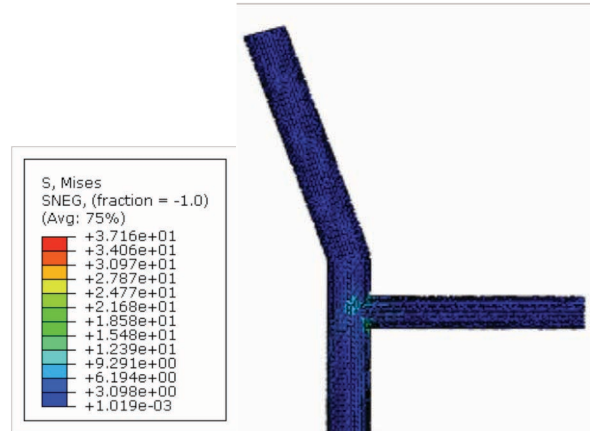 S, Mises
SNEG, (fraction = -1.0)
(Avg: 75%)
+3.716e+01
+3.406e+01
+3.097e+01
+2.787e+01
+2.477e+01
+2.168e+01
+1.858e+01
+1.548e+01
+1.239e+01
+9.291e+00
+6.194e+00
+3.098e+00
+1.019e-03